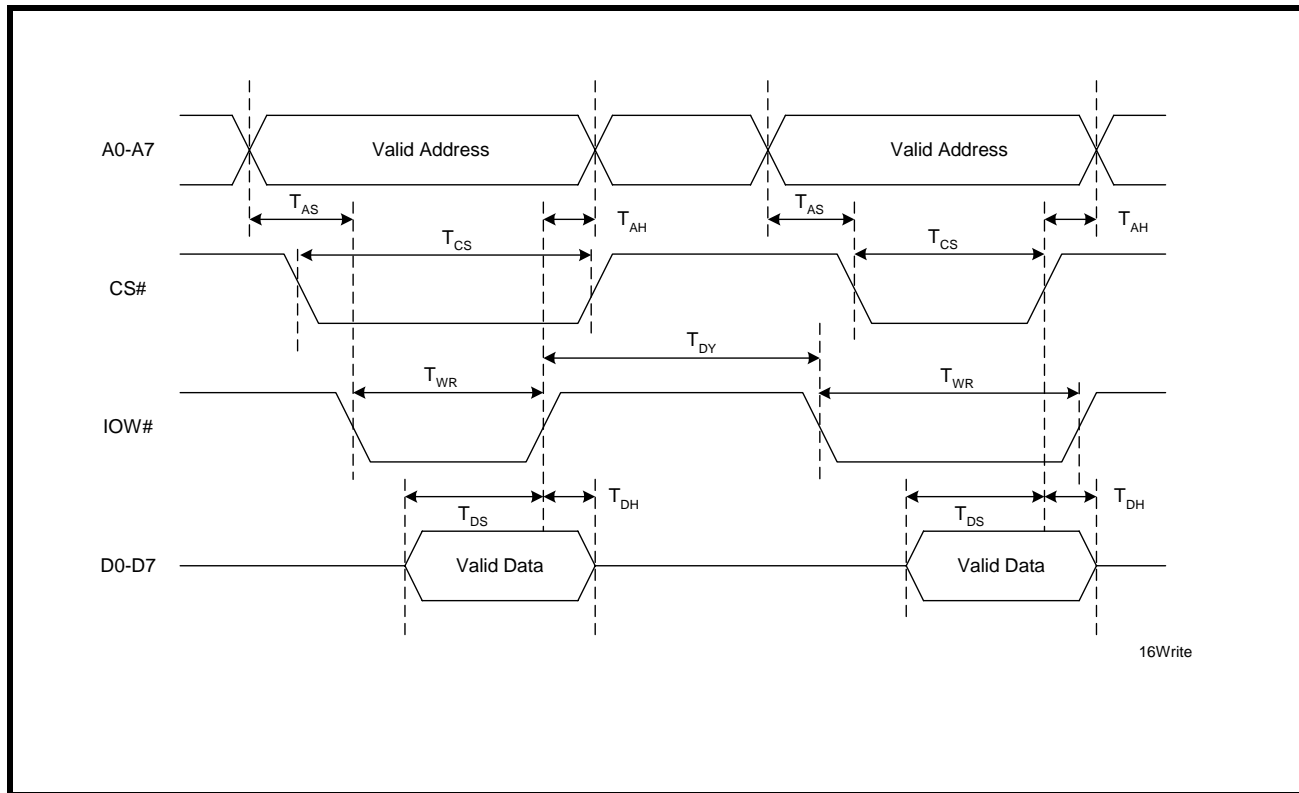 A0-A7
Valid Address
Valid Address
TAS
TAH
TAS
TAH
TCS
TCS
CS#
TDY
TWR
TWR
IOW#
TDS
TDH
TDS
TDH
D0-D7
Valid Data
Valid Data
16Write